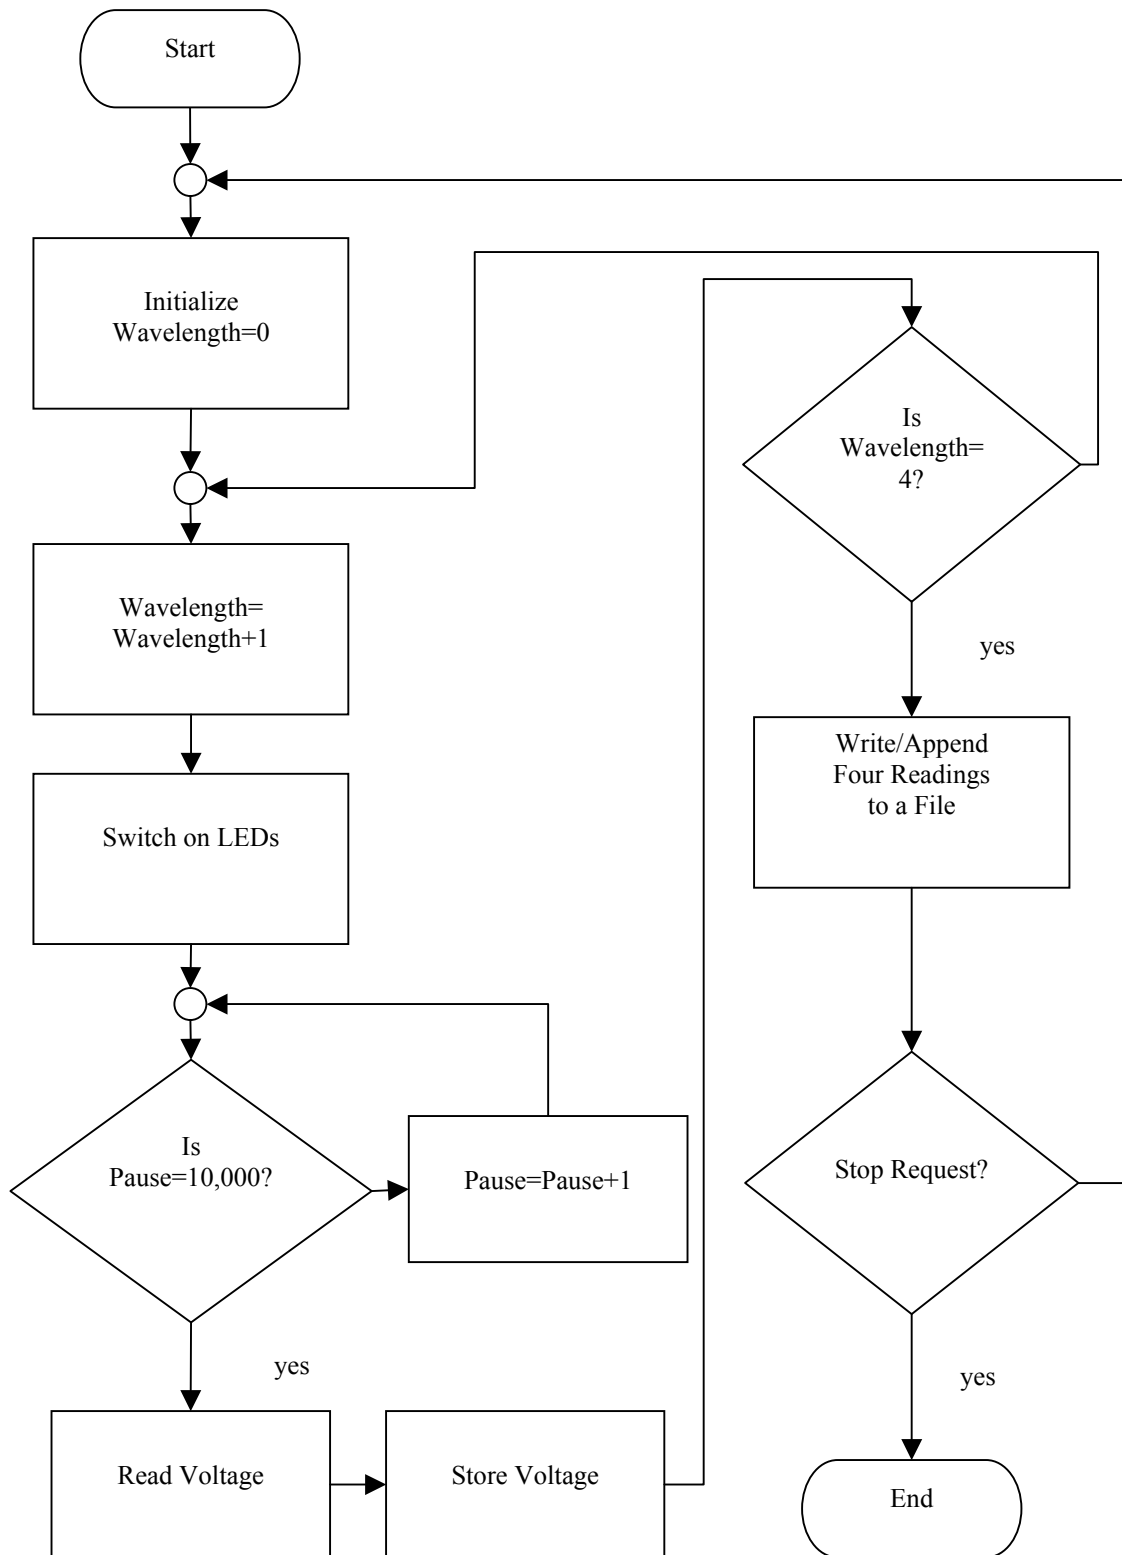 Start
Initialize
Wavelength=0
Wavelength=
Wavelength+1
Switch on LEDs
Is
Pause=10,000?
Pause=Pause+1
yes
Read Voltage
Store Voltage
Is
Wavelength=
4?
yes
Write/Append
Four Readings
to a File
Stop Request?
yes
End